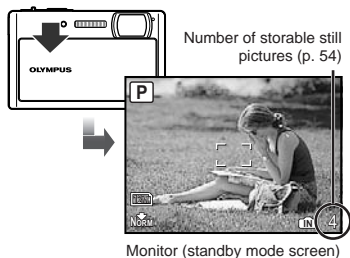 Number of storable still
pictures (p. 54)
OLYMPUS
P
NORM
IN
4
Monitor (standby mode screen)